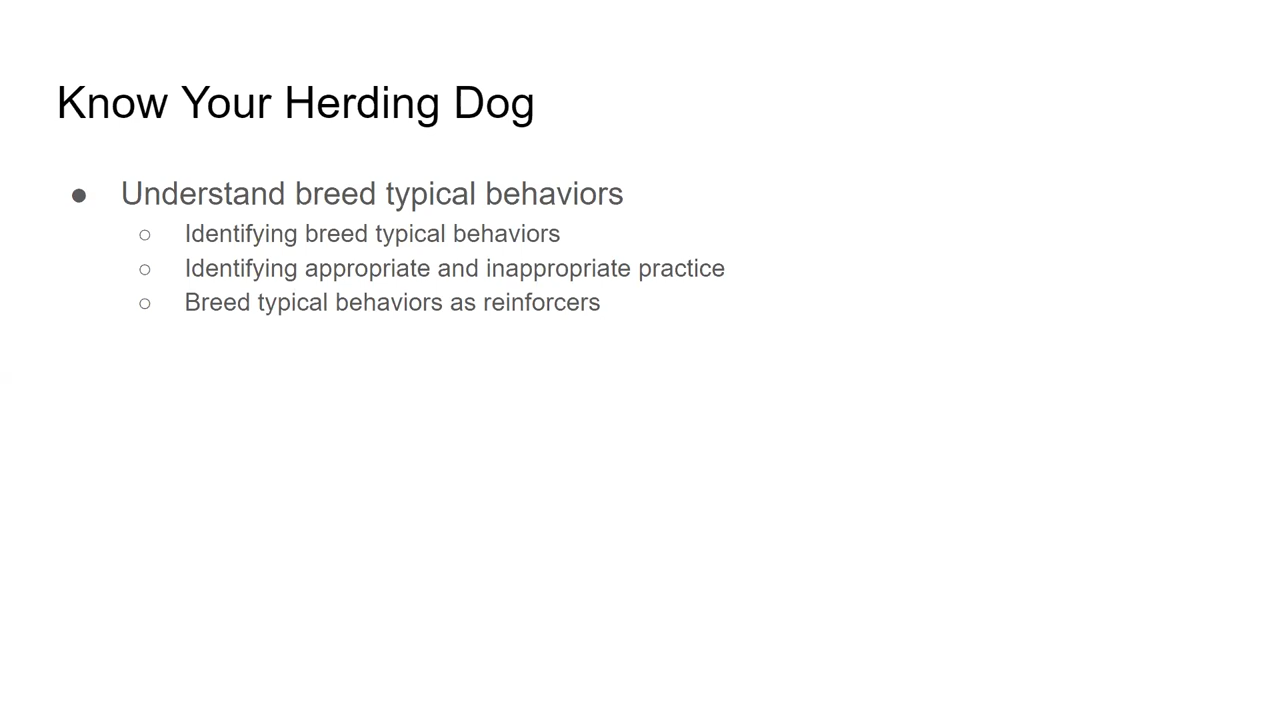 Know Your Herding Dog
● Understand breed typical behaviors
○ Identifying breed typical behaviors
○ Identifying appropriate and inappropriate practice
○ Breed typical behaviors as reinforcers